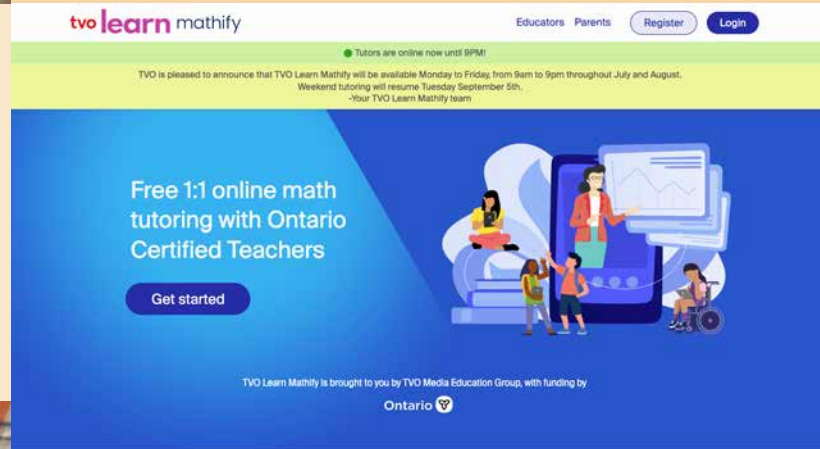 tvo learn mathify
Educators Parents Register Login
Tutors are online now until 9PM!
TVO is pleased to announce that TVO Learn Mathify will be available Monday to Friday, from 9am to 9pm throughout July and August.
Weekend tutoring will resume Tuesday September 5th.
-Your TVO Learn Mathify team
Free 1:1 online math
tutoring with Ontario
Certified Teachers
Get started
TVO Learn Mathify is brought to you by TVO Media Education Group, with funding by
Ontario